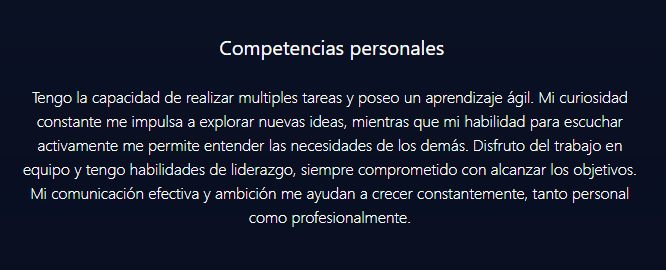 Competencias personales
Tengo la capacidad de realizar multiples tareas y poseo un aprendizaje ágil. Mi curiosidad
constante me impulsa a explorar nuevas ideas, mientras que mi habilidad para escuchar
activamente me permite entender las necesidades de los demás. Disfruto del trabajo en
equipo y tengo habilidades de liderazgo, siempre comprometido con alcanzar los objetivos.
Mi comunicación efectiva y ambición me ayudan a crecer constantemente, tanto personal
como profesionalmente.